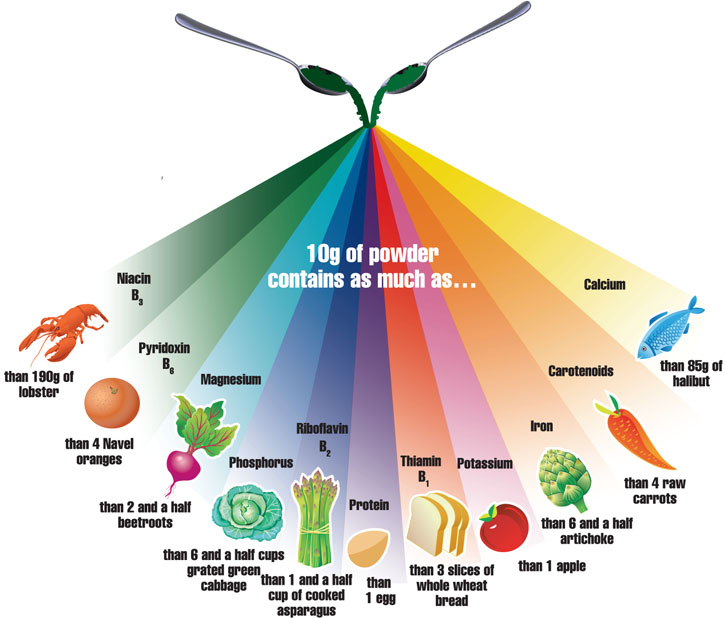 10g of powder
contains as much as...
Niacin
B3
than 190g of
lobster
Pyridoxin
B6
than 4 Navel
oranges
Magnesium
than 2 and a half
beetroots
Phosphorus
than 6 and a half cups
grated green
cabbage
Riboflavin
B2
than 1 and a half
cup of cooked
asparagus
Protein
than
1 egg
Thiamin
B1
than 3 slices of
whole wheat
bread
Potassium
than 1 apple
Iron
than 6 and a half
artichoke
Carotenoids
than 4 raw
carrots
Calcium
than 85g of
halibut